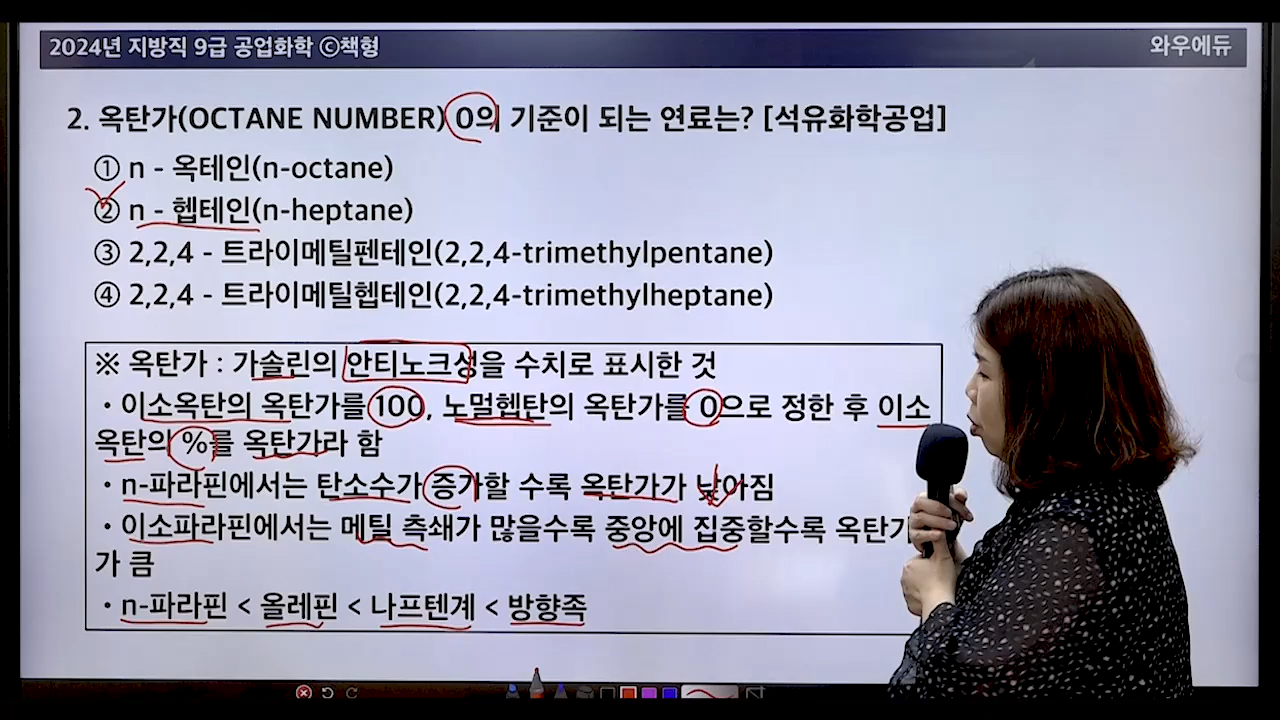 2024년 지방직 9급 공업화학 ⓒ책형
와우에듀
2. 옥탄가(OCTANE NUMBER) 0의 기준이 되는 연료는? [석유화학공업]
① n - 옥테인(n-octane)
② n - 헵테인(n-heptane)
③ 2,2,4 - 트라이메틸펜테인(2,2,4-trimethylpentane)
④ 2,2,4 - 트라이메틸헵테인(2,2,4-trimethylheptane)
※ 옥탄가 : 가솔린의 안티노크성을 수치로 표시한 것
· 이소옥탄의 옥탄가를 100, 노멀헵탄의 옥탄가를 0으로 정한 후 이소
옥탄의 %를 옥탄가라 함
· n-파라핀에서는 탄소수가 증가할 수록 옥탄가가 낮아짐
· 이소파라핀에서는 메틸 측쇄가 많을수록 중앙에 집중할수록 옥탄가
가 큼
· n-파라핀 < 올레핀 < 나프텐계 < 방향족